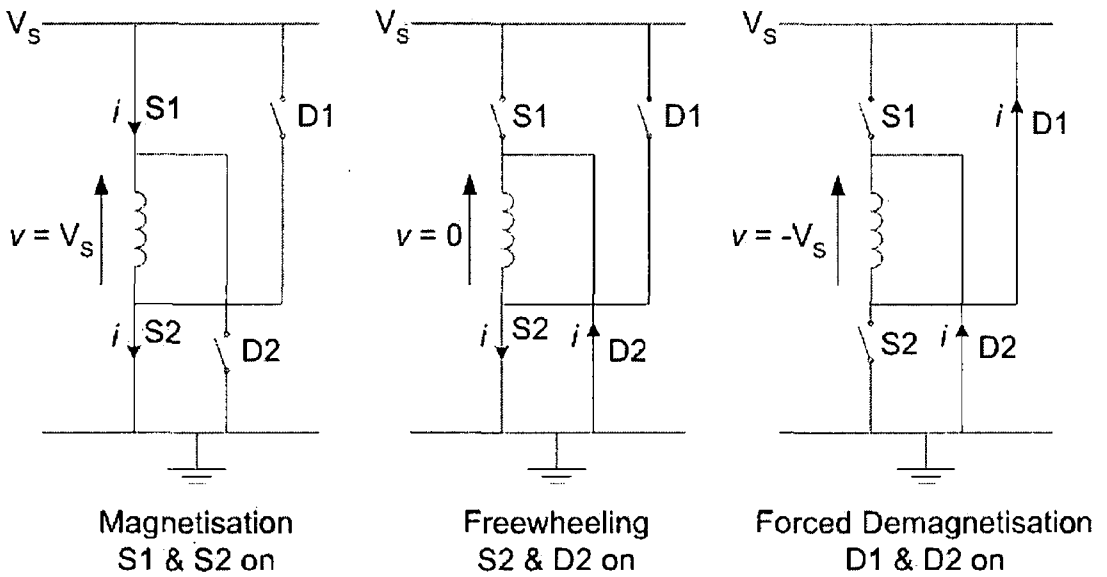 V_S
i S1
D1
v = V_S
i S2
D2
Magnetisation
S1 & S2 on
V_S
S1
D1
v = 0
i S2
i D2
Freewheeling
S2 & D2 on
V_S
S1
i D1
v = -V_S
S2
i D2
Forced Demagnetisation
D1 & D2 on